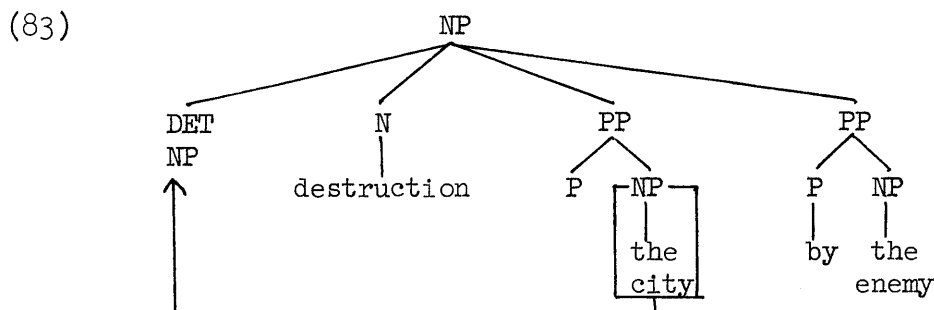 (83) NP
DET N PP PP
NP
destruction P NP P NP
the by the
city enemy